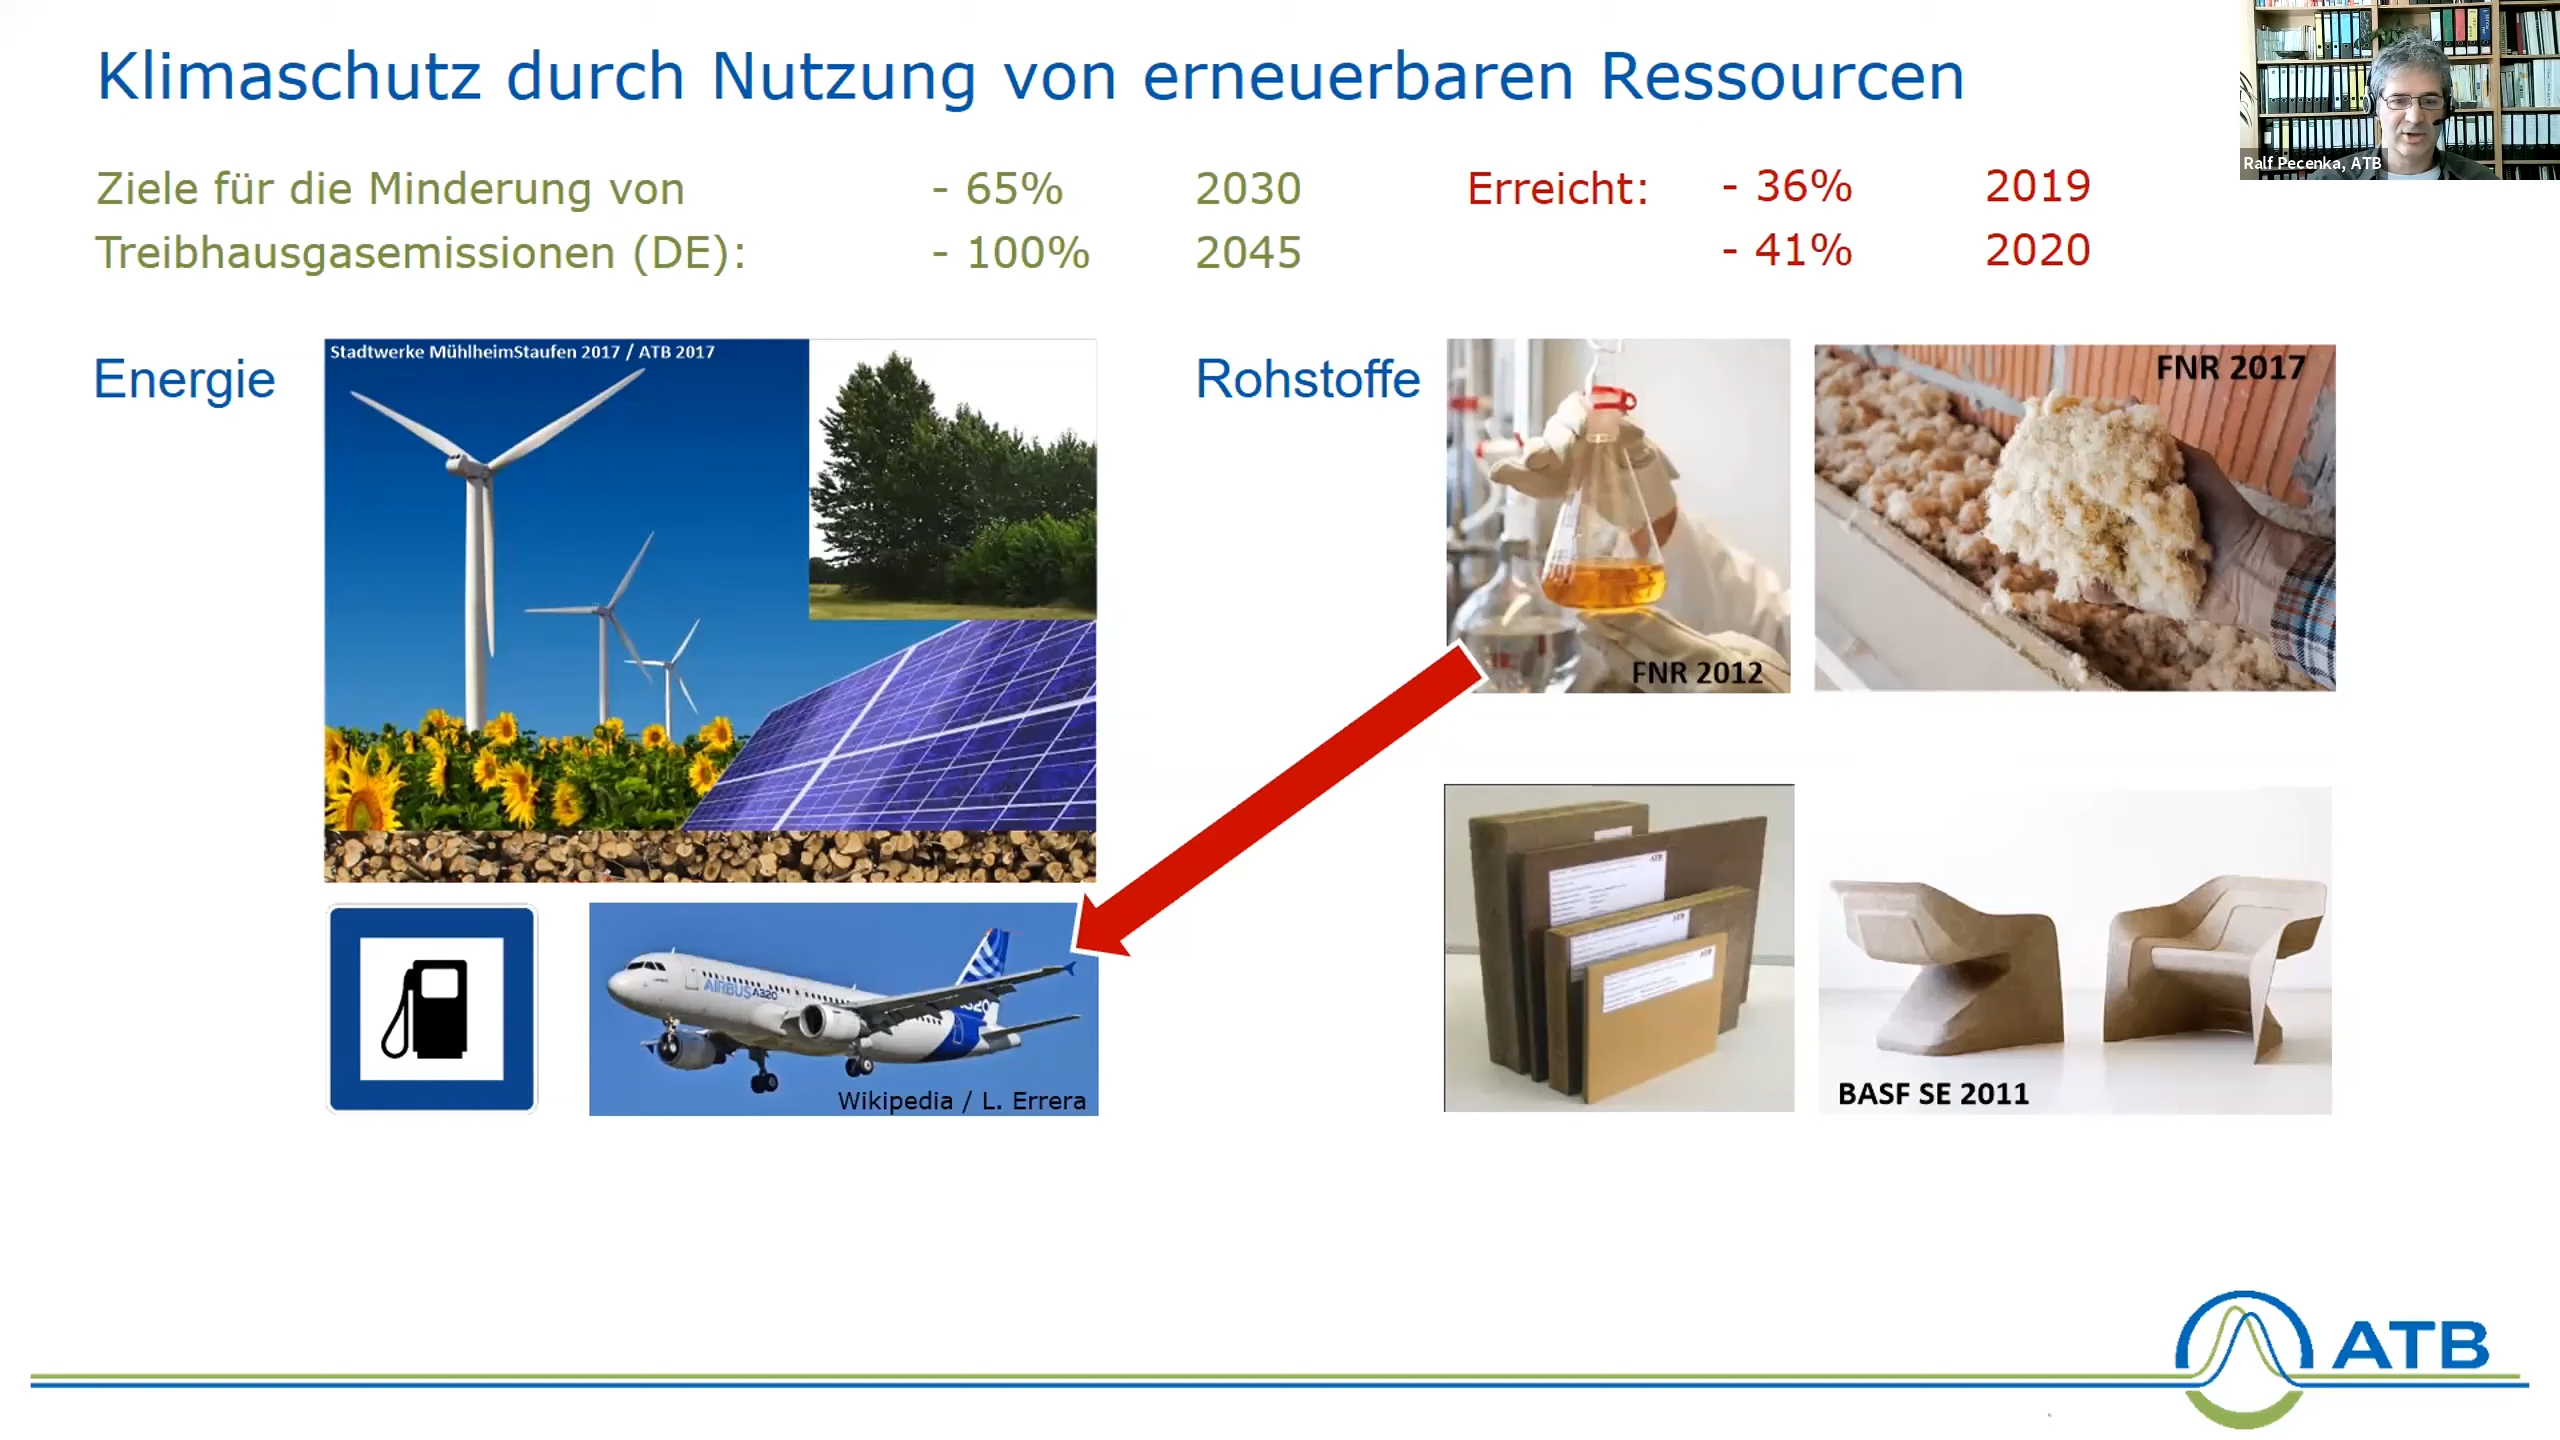 Klimaschutz durch Nutzung von erneuerbaren Ressourcen
Ralf Pecenka, ATB
Ziele für die Minderung von - 65% 2030 Erreicht: - 36% 2019
Treibhausgasemissionen (DE): - 100% 2045 - 41% 2020
Energie
Stadtwerke MühlheimStaufen 2017 / ATB 2017
Rohstoffe
FNR 2012
FNR 2017
AIRBUS A320
Wikipedia / L. Errera
BASF SE 2011
ATB